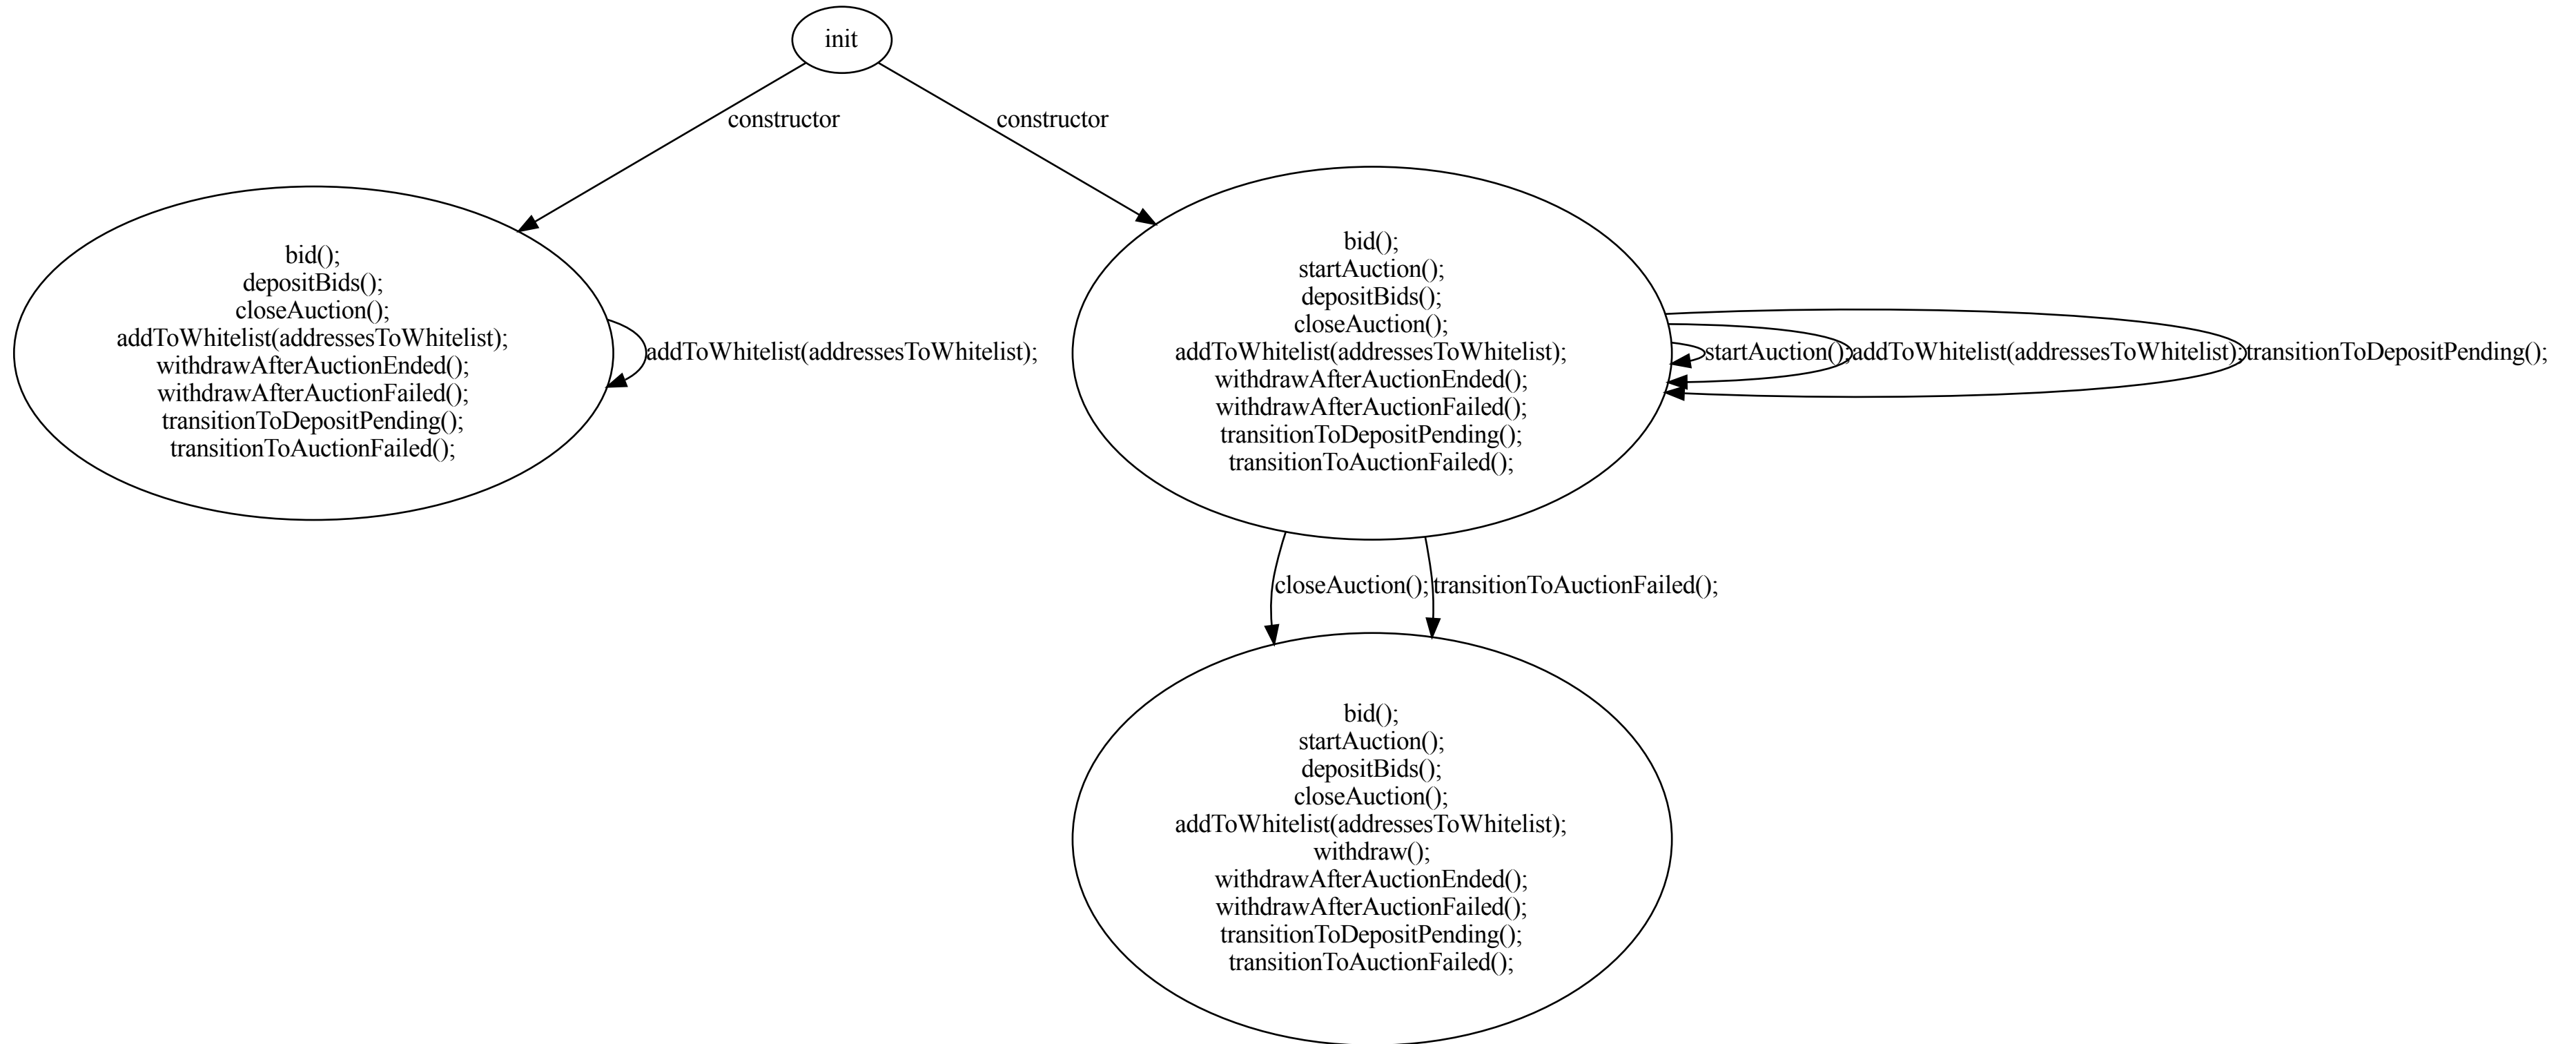 init
constructor
constructor
bid();
depositBids();
closeAuction();
addToWhitelist(addressesToWhitelist);
withdrawAfterAuctionEnded();
withdrawAfterAuctionFailed();
transitionToDepositPending();
transitionToAuctionFailed();
addToWhitelist(addressesToWhitelist);
bid();
startAuction();
depositBids();
closeAuction();
addToWhitelist(addressesToWhitelist);
withdrawAfterAuctionEnded();
withdrawAfterAuctionFailed();
transitionToDepositPending();
transitionToAuctionFailed();
startAuction();
addToWhitelist(addressesToWhitelist);
transitionToDepositPending();
closeAuction();
transitionToAuctionFailed();
bid();
startAuction();
depositBids();
closeAuction();
addToWhitelist(addressesToWhitelist);
withdraw();
withdrawAfterAuctionEnded();
withdrawAfterAuctionFailed();
transitionToDepositPending();
transitionToAuctionFailed();